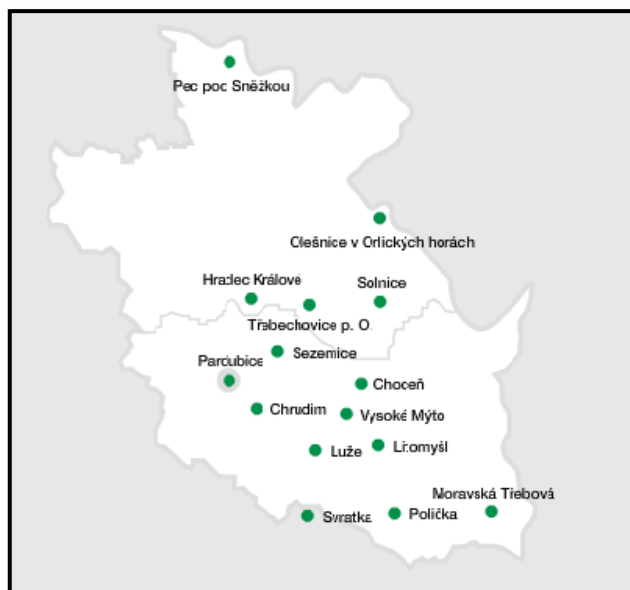 Pec pod Sněžkou
Olešnice v Orlických horách
Hradec Králové
Solnice
Třebechovice p. O.
Sezemice
Pardubice
Choceň
Chrudim
Vysoké Mýto
Litomyšl
Luže
Moravská Třebová
Svratka
Polička